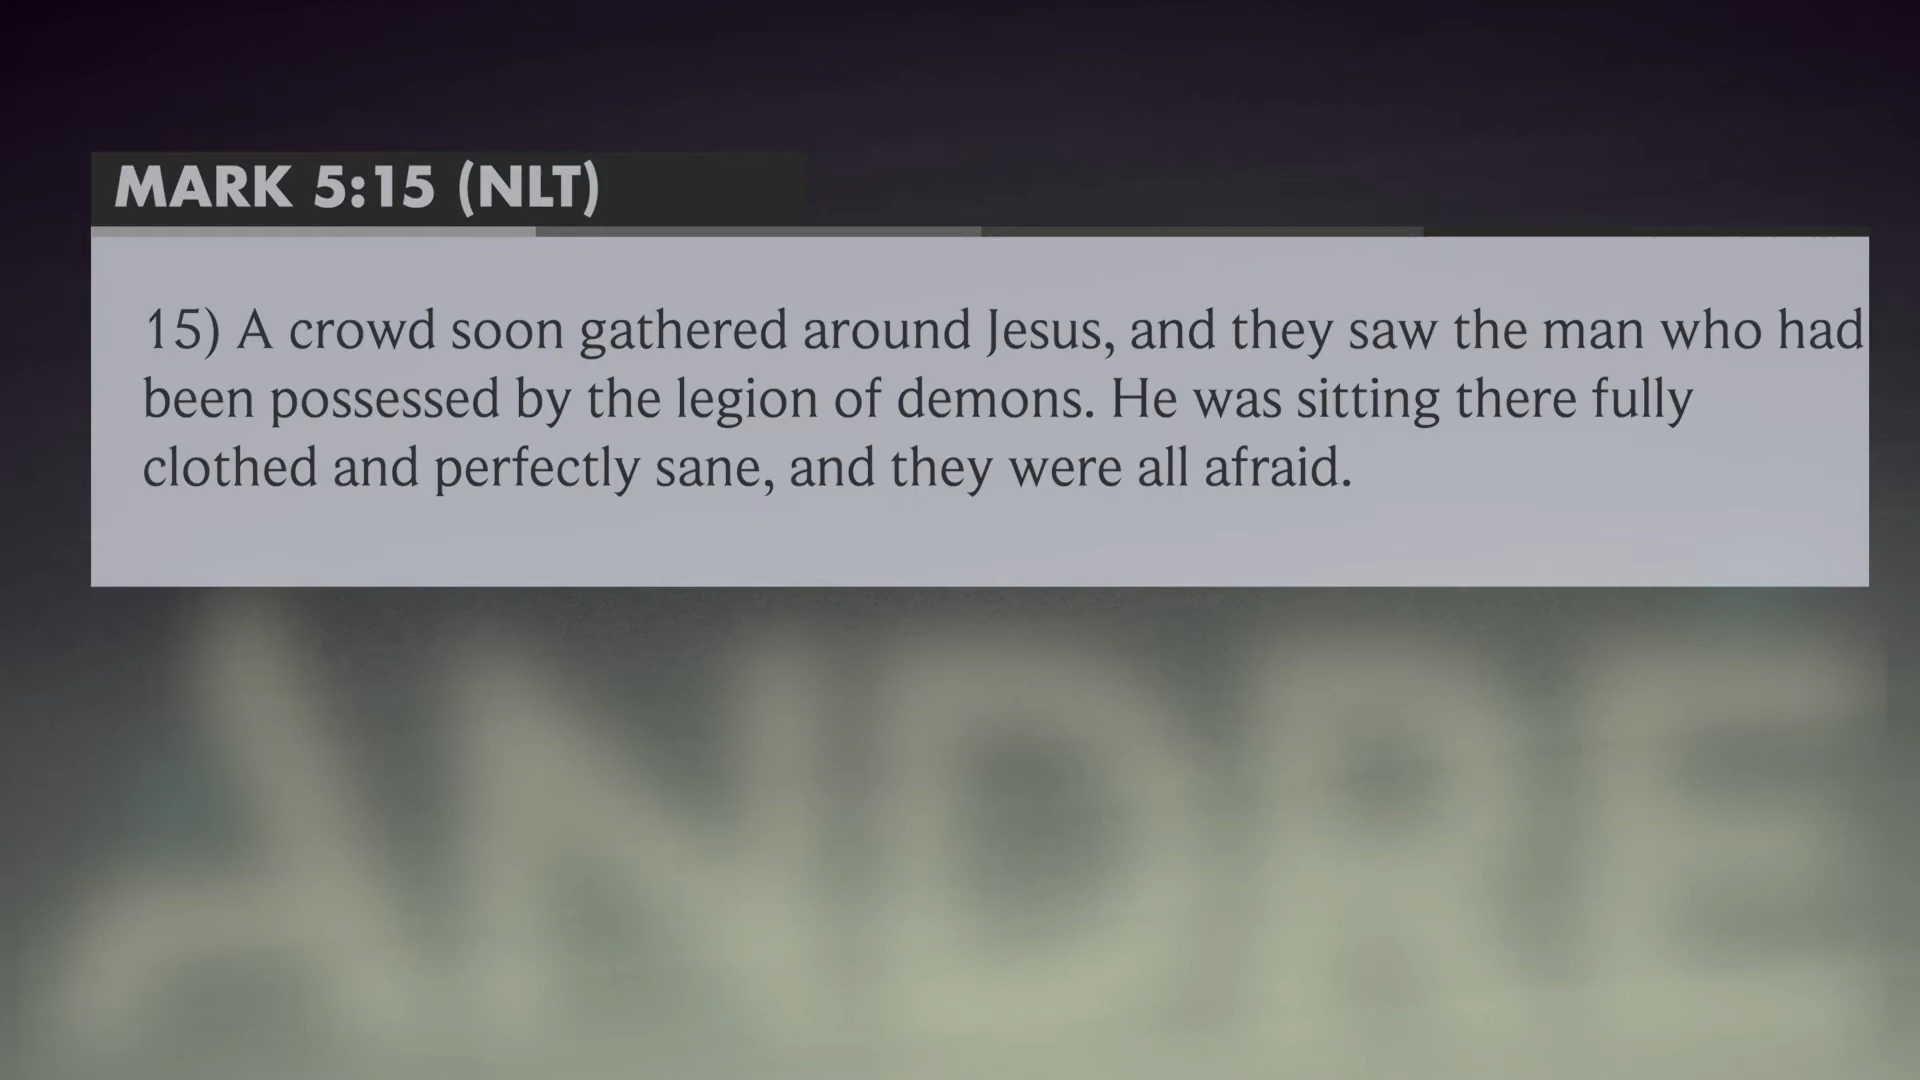 MARK 5:15 (NLT)
15) A crowd soon gathered around Jesus, and they saw the man who had
been possessed by the legion of demons. He was sitting there fully
clothed and perfectly sane, and they were all afraid.
ANDRE